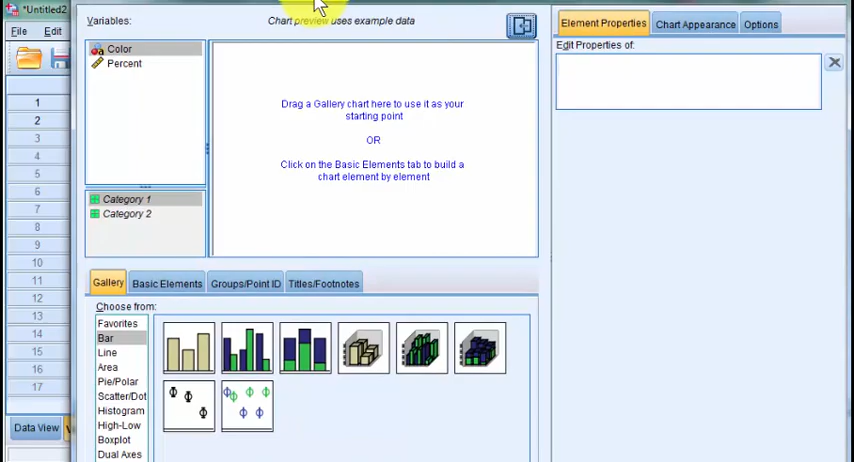 *Untitled2
File
Edit
1
2
3
4
5
6
7
8
9
10
11
12
13
14
15
16
17
Data View
Variables:
Chart preview uses example data
Color
Percent
Category 1
Category 2
Drag a Gallery chart here to use it as your
starting point
OR
Click on the Basic Elements tab to build a
chart element by element
Gallery
Basic Elements
Groups/Point ID
Titles/Footnotes
Choose from:
Favorites
Bar
Line
Area
Pie/Polar
Scatter/Dot
Histogram
High-Low
Boxplot
Dual Axes
Element Properties
Chart Appearance
Options
Edit Properties of: